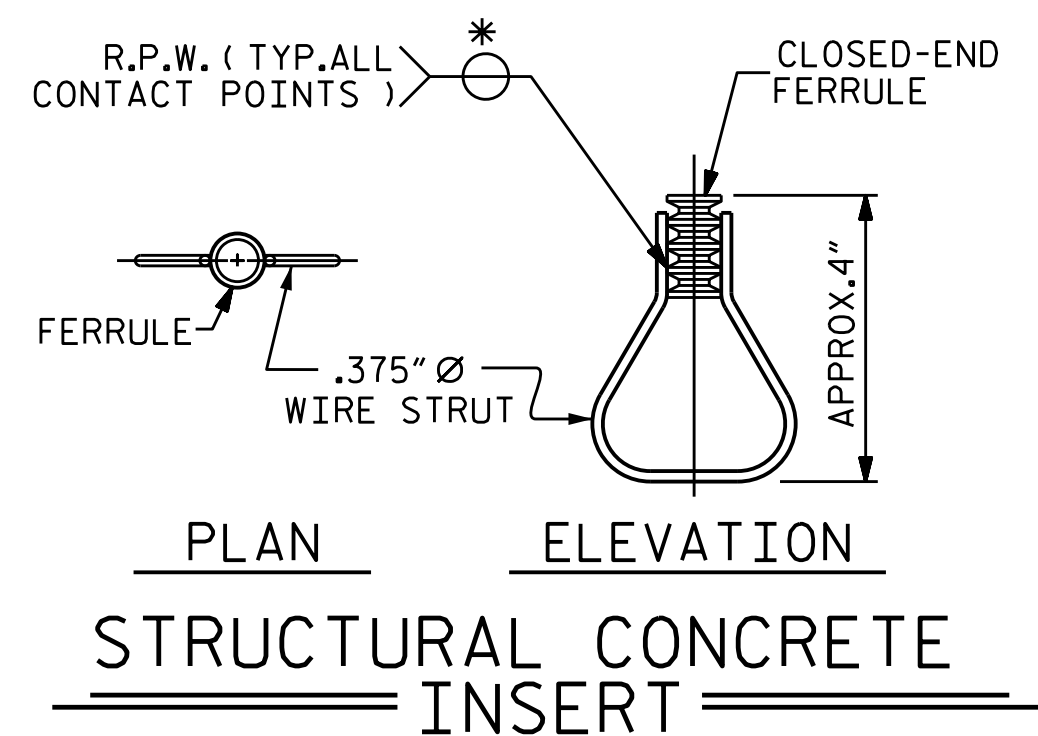 *
R.P.W. ( TYP. ALL
CONTACT POINTS )
CLOSED-END
FERRULE
FERRULE
.375" Ø
WIRE STRUT
APPROX. 4"
PLAN
ELEVATION
STRUCTURAL CONCRETE
INSERT